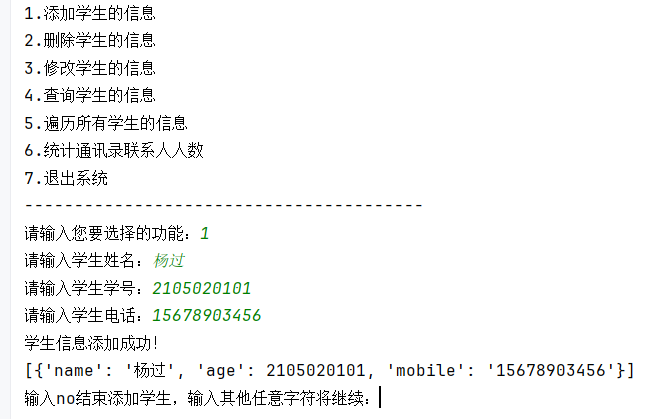 1.添加学生的信息
2.删除学生的信息
3.修改学生的信息
4.查询学生的信息
5.遍历所有学生的信息
6.统计通讯录联系人人数
7.退出系统
----------------------------------------
请输入您要选择的功能：1
请输入学生姓名：杨过
请输入学生学号：2105020101
请输入学生电话：15678903456
学生信息添加成功!
[{'name': '杨过', 'age': 2105020101, 'mobile': '15678903456'}]
输入no结束添加学生，输入其他任意字符将继续：